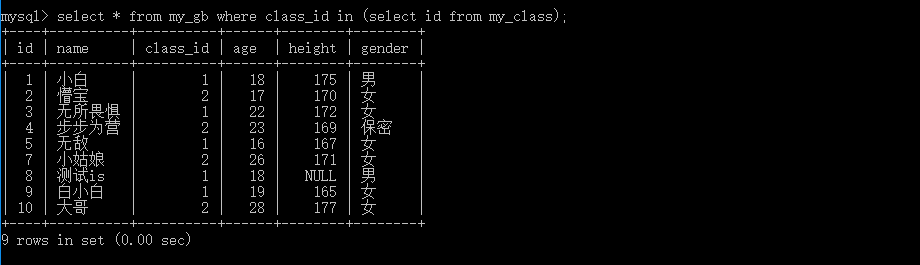 mysql> select * from my_gb where class_id in (select id from my_class);
+----+----------+----------+------+--------+--------+
| id | name     | class_id | age  | height | gender |
+----+----------+----------+------+--------+--------+
|  1 | 小白     |        1 |   18 |    175 | 男     |
|  2 | 懵宝     |        2 |   17 |    170 | 女     |
|  3 | 无所畏惧 |        1 |   22 |    172 | 女     |
|  4 | 步步为营 |        2 |   23 |    169 | 保密   |
|  5 | 无敌     |        1 |   16 |    167 | 女     |
|  7 | 小姑娘   |        2 |   26 |    171 | 女     |
|  8 | 测试is   |        1 |   18 |   NULL | 男     |
|  9 | 白小白   |        1 |   19 |    165 | 女     |
| 10 | 大哥     |        2 |   28 |    177 | 女     |
+----+----------+----------+------+--------+--------+
9 rows in set (0.00 sec)